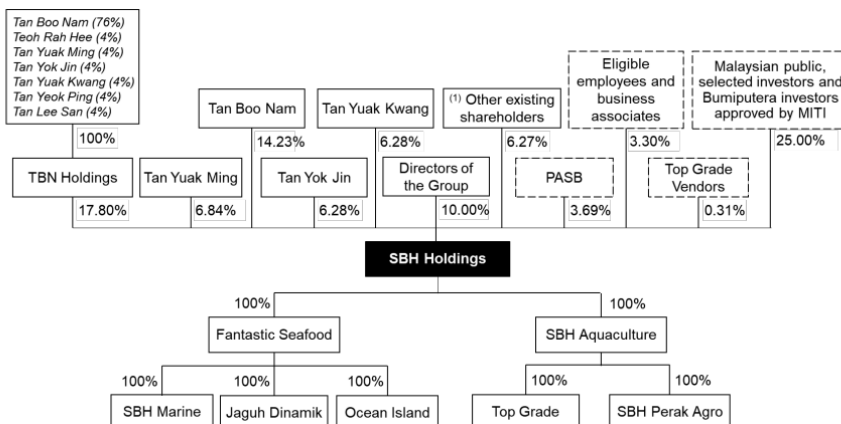 Tan Boo Nam (76%)
Teoh Rah Hee (4%)
Tan Yuak Ming (4%)
Tan Yok Jin (4%)
Tan Yuak Kwang (4%)
Tan Yeok Ping (4%)
Tan Lee San (4%)
100%
Tan Boo Nam
14.23%
Tan Yuak Kwang
6.28%
(1) Other existing
shareholders
6.27%
Eligible
employees and
business
associates
3.30%
Malaysian public,
selected investors and
Bumiputera investors
approved by MITI
25.00%
TBN Holdings
17.80%
Tan Yuak Ming
6.84%
Tan Yok Jin
6.28%
Directors of
the Group
10.00%
PASB
3.69%
Top Grade
Vendors
0.31%
SBH Holdings
100%
100%
Fantastic Seafood
SBH Aquaculture
100%
100%
100%
100%
100%
SBH Marine
Jaguh Dinamik
Ocean Island
Top Grade
SBH Perak Agro